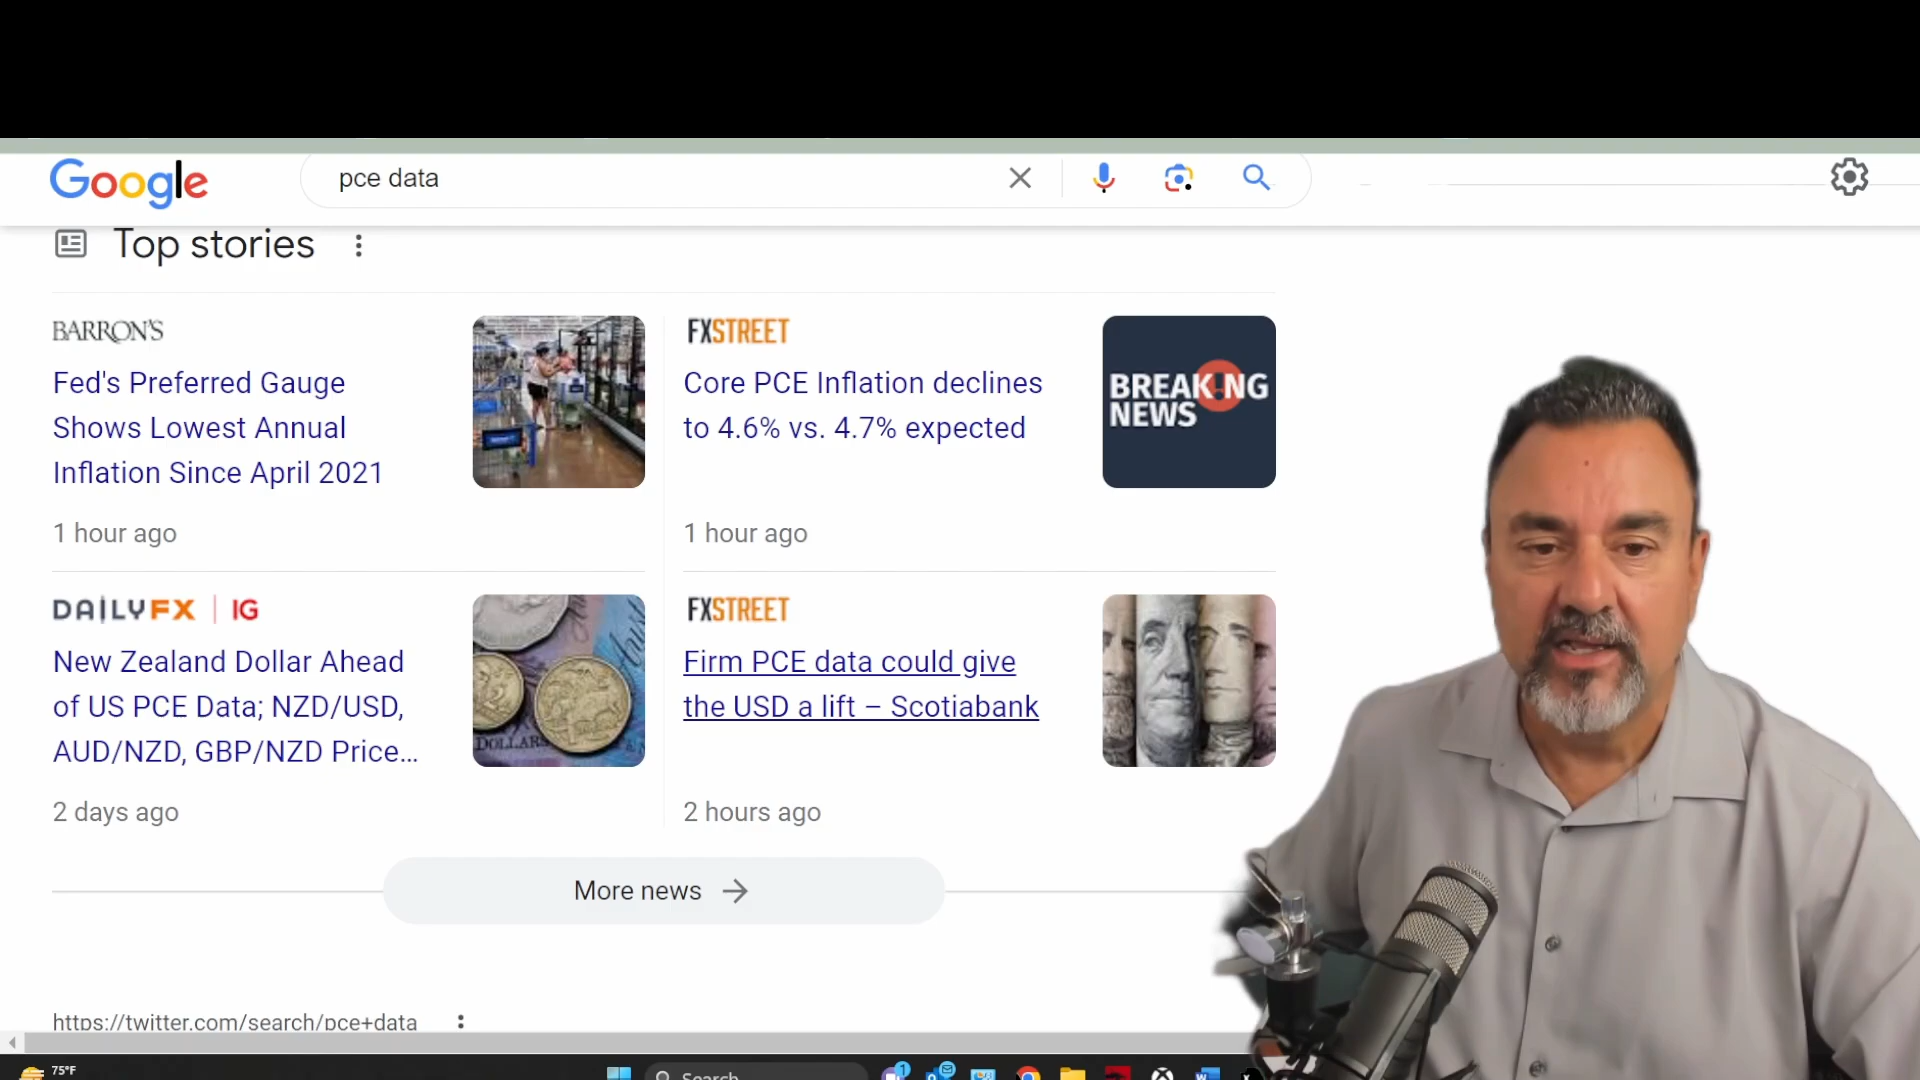 Google
pce data
Top stories
BARRON'S
Fed's Preferred Gauge
Shows Lowest Annual
Inflation Since April 2021
1 hour ago
FXSTREET
Core PCE Inflation declines
to 4.6% vs. 4.7% expected
1 hour ago
BREAK!NG
NEWS
DAILYFX | IG
New Zealand Dollar Ahead
of US PCE Data; NZD/USD,
AUD/NZD, GBP/NZD Price...
2 days ago
DOLLARS
FXSTREET
Firm PCE data could give
the USD a lift – Scotiabank
2 hours ago
More news
https://twitter.com/search/pce+data
75°F
Search
1